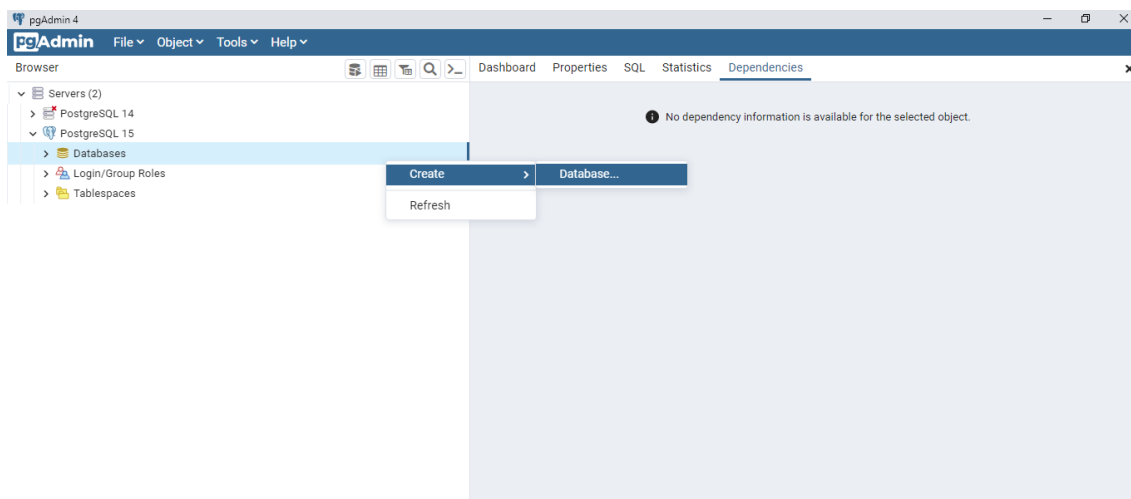 pgAdmin 4
pgAdmin File Object Tools Help
Browser
Dashboard Properties SQL Statistics Dependencies
Servers (2)
PostgreSQL 14
PostgreSQL 15
Databases
Login/Group Roles
Tablespaces
Create
Database...
Refresh
No dependency information is available for the selected object.